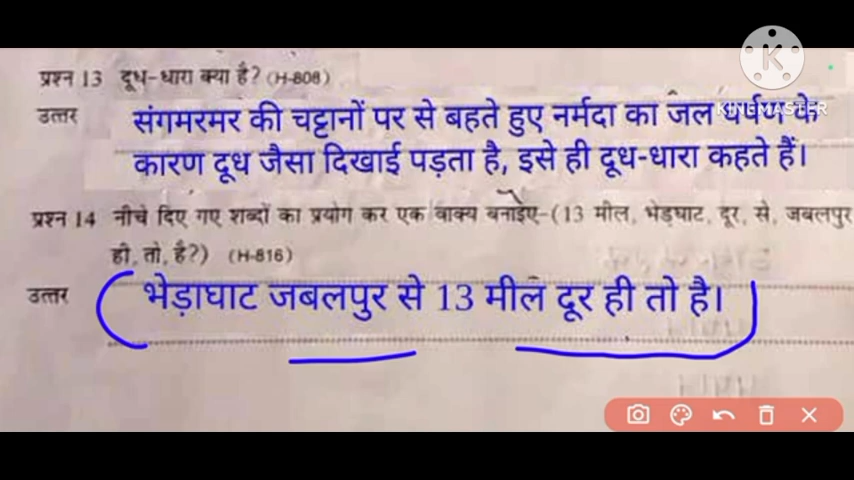 KINEMASTER
प्रश्न 13 दूध-धारा क्या है? (H-808)
उत्तर संगमरमर की चट्टानों पर से बहते हुए नर्मदा का जल घर्षण के
कारण दूध जैसा दिखाई पड़ता है, इसे ही दूध-धारा कहते हैं।
प्रश्न 14 नीचे दिए गए शब्दों का प्रयोग कर एक वाक्य बनाइए-(13 मील, भेड़घाट, दूर, से, जबलपुर
ही, तो, है?) (H-816)
उत्तर भेड़ाघाट जबलपुर से 13 मील दूर ही तो है।